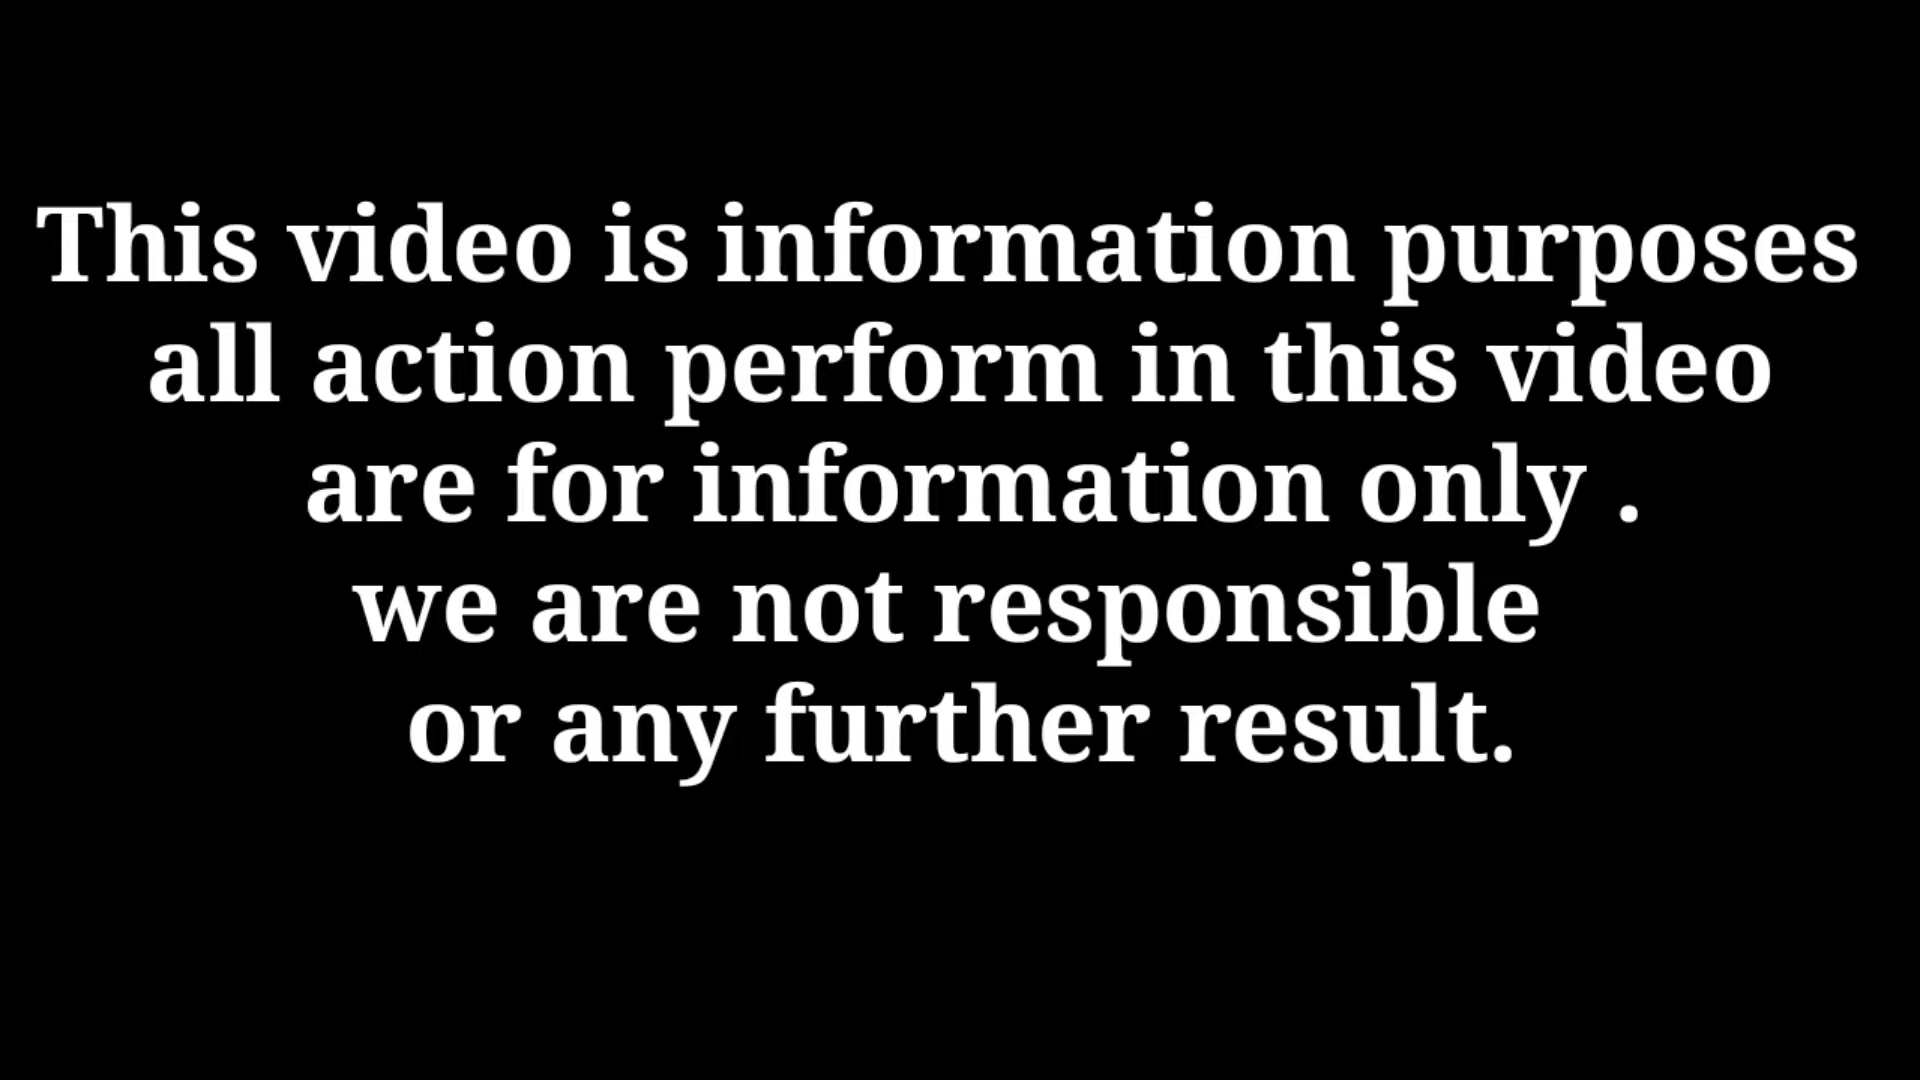 This video is information purposes
all action perform in this video
are for information only .
we are not responsible
or any further result.